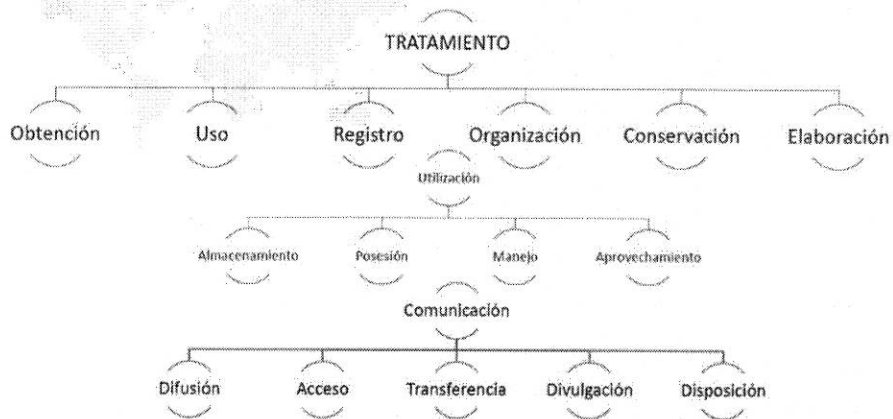 TRATAMIENTO
Obtención Uso Registro Organización Conservación Elaboración
Utilización
Almacenamiento Posesión Manejo Aprovechamiento
Comunicación
Difusión Acceso Transferencia Divulgación Disposición